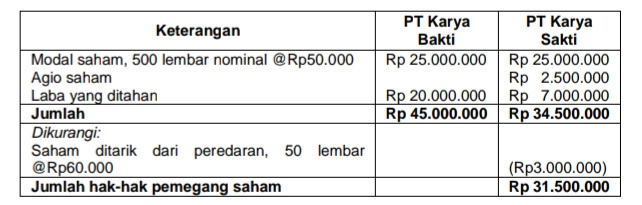 Keterangan PT Karya Bakti PT Karya Sakti
Modal saham, 500 lembar nominal @Rp50.000 Rp 25.000.000 Rp 25.000.000
Agio saham Rp 2.500.000
Laba yang ditahan Rp 20.000.000 Rp 7.000.000
Jumlah Rp 45.000.000 Rp 34.500.000
Dikurangi:
Saham ditarik dari peredaran, 50 lembar
@Rp60.000 (Rp3.000.000)
Jumlah hak-hak pemegang saham Rp 31.500.000